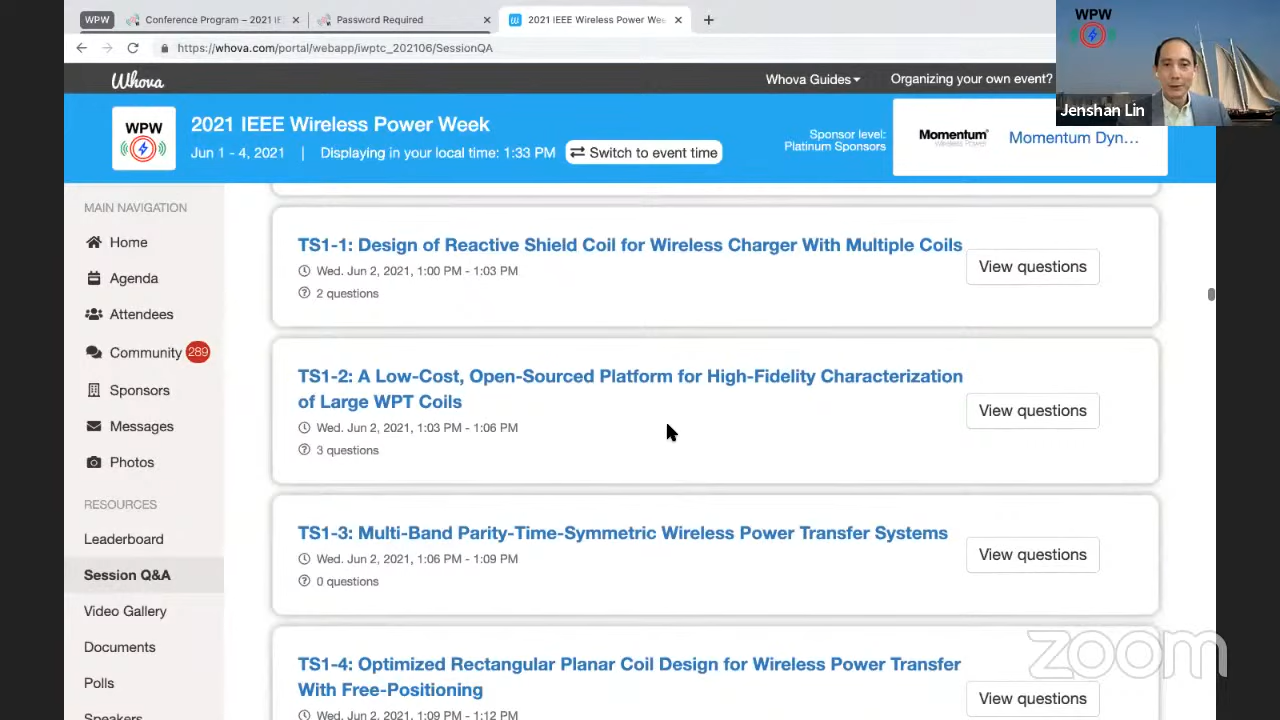 WPW
Conference Program – 2021 IE
Password Required
2021 IEEE Wireless Power Wee
https://whova.com/portal/webapp/iwptc_202106/SessionQA
Whova
Whova Guides
Organizing your own event?
WPW
Jenshan Lin
WPW
2021 IEEE Wireless Power Week
Jun 1 - 4, 2021 | Displaying in your local time: 1:33 PM
Switch to event time
Sponsor level:
Platinum Sponsors
Momentum
Wireless Power
Momentum Dyn...
MAIN NAVIGATION
Home
Agenda
Attendees
Community 289
Sponsors
Messages
Photos
RESOURCES
Leaderboard
Session Q&A
Video Gallery
Documents
Polls
Speakers
TS1-1: Design of Reactive Shield Coil for Wireless Charger With Multiple Coils
Wed. Jun 2, 2021, 1:00 PM - 1:03 PM
2 questions
View questions
TS1-2: A Low-Cost, Open-Sourced Platform for High-Fidelity Characterization
of Large WPT Coils
Wed. Jun 2, 2021, 1:03 PM - 1:06 PM
3 questions
View questions
TS1-3: Multi-Band Parity-Time-Symmetric Wireless Power Transfer Systems
Wed. Jun 2, 2021, 1:06 PM - 1:09 PM
0 questions
View questions
TS1-4: Optimized Rectangular Planar Coil Design for Wireless Power Transfer
With Free-Positioning
Wed. Jun 2, 2021, 1:09 PM - 1:12 PM
View questions
zoom